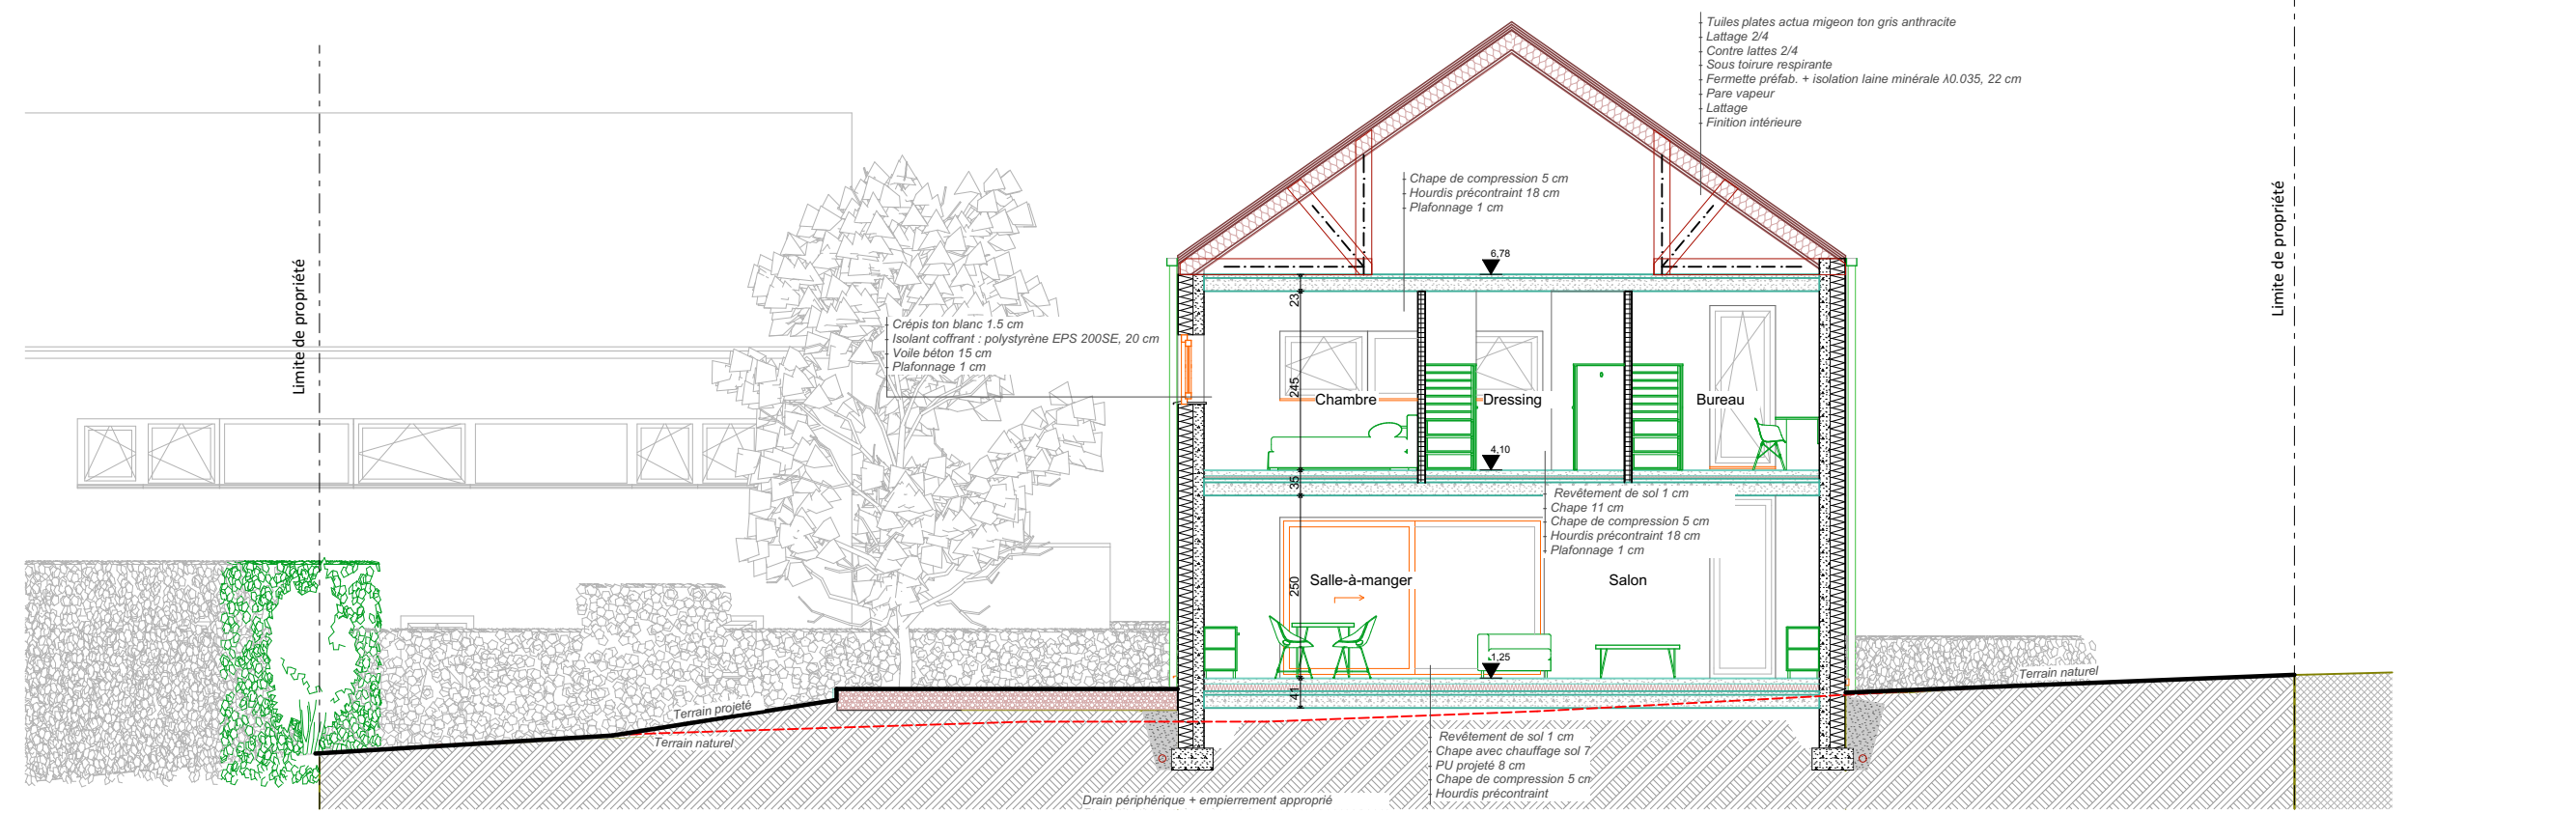 Tuiles plates actua migeon ton gris anthracite
Lattage 2/4
Contre lattes 2/4
Sous toirure respirante
Fermette préfab. + isolation laine minérale λ0.035, 22 cm
Pare vapeur
Lattage
Finition intérieure
Chape de compression 5 cm
Hourdis précontraint 18 cm
Plafonnage 1 cm
Limite de propriété
Limite de propriété
6,78
23
Crépis ton blanc 1.5 cm
Isolant coffrant : polystyrène EPS 200SE, 20 cm
Voile béton 15 cm
Plafonnage 1 cm
245
Chambre
Dressing
Bureau
4,10
35
Revêtement de sol 1 cm
Chape 11 cm
Chape de compression 5 cm
Hourdis précontraint 18 cm
Plafonnage 1 cm
250
Salle-à-manger
Salon
1,25
41
Terrain naturel
Terrain projeté
Terrain naturel
Revêtement de sol 1 cm
Chape avec chauffage sol 7
PU projeté 8 cm
Chape de compression 5 cm
Hourdis précontraint
Drain périphérique + empierrement approprié